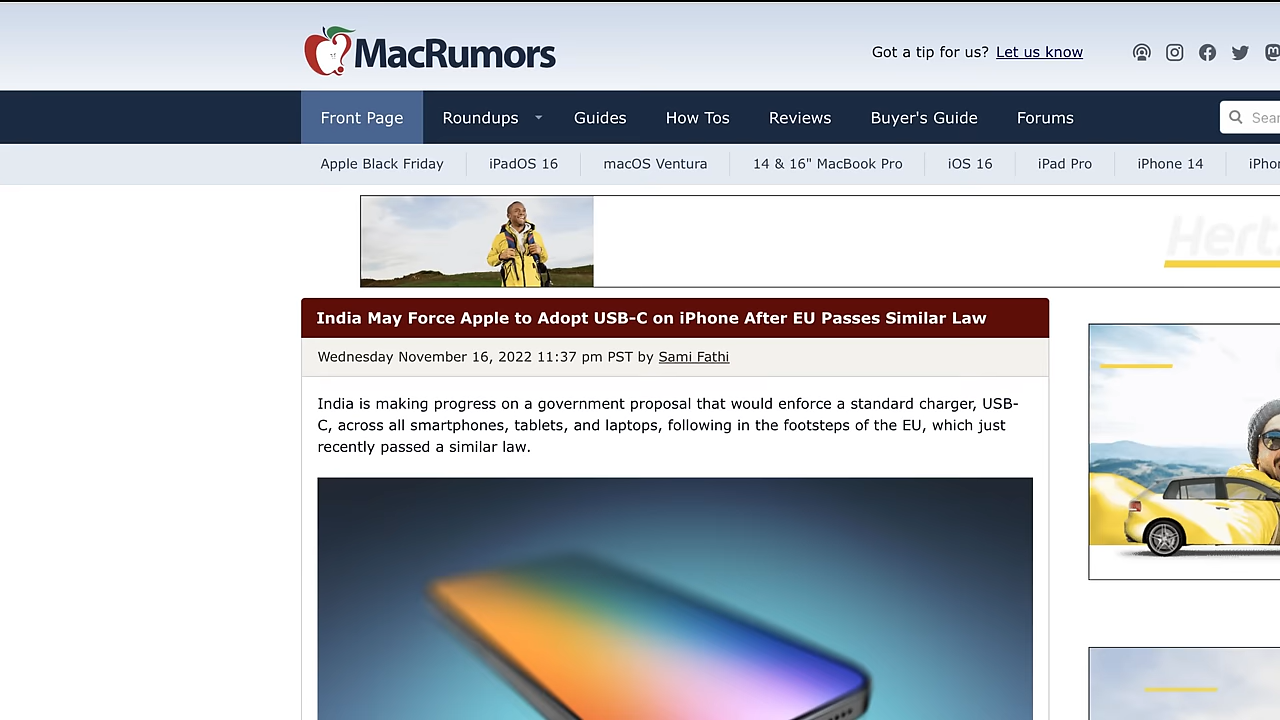 MacRumors
Got a tip for us? Let us know
Front Page Roundups Guides How Tos Reviews Buyer's Guide Forums
Apple Black Friday iPadOS 16 macOS Ventura 14 & 16" MacBook Pro iOS 16 iPad Pro iPhone 14
India May Force Apple to Adopt USB-C on iPhone After EU Passes Similar Law
Wednesday November 16, 2022 11:37 pm PST by Sami Fathi
India is making progress on a government proposal that would enforce a standard charger, USB-
C, across all smartphones, tablets, and laptops, following in the footsteps of the EU, which just
recently passed a similar law.